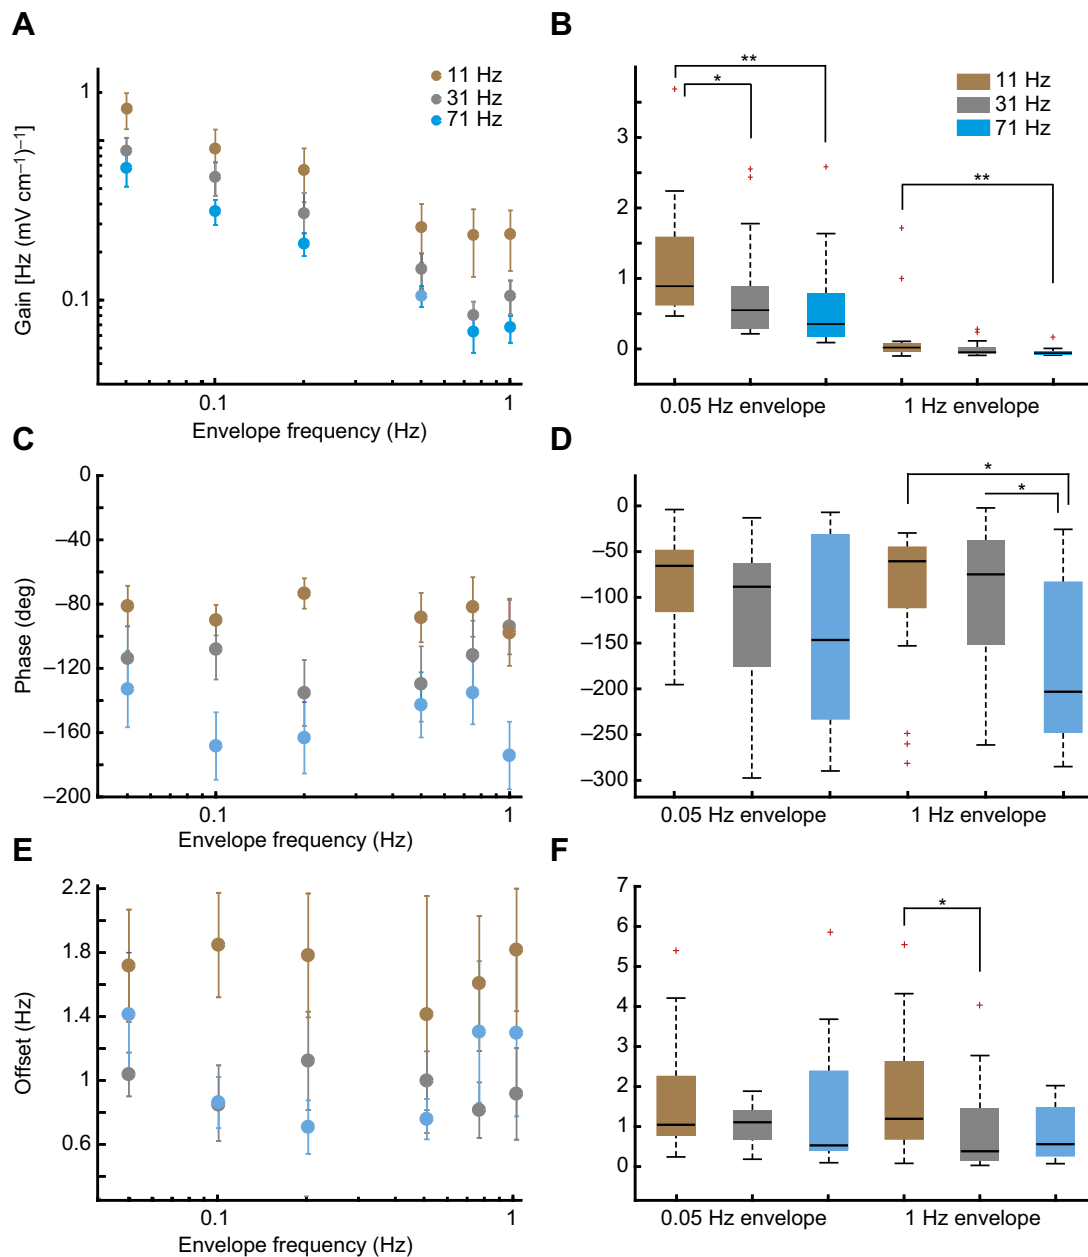 A
1
0.1
Gain [Hz (mV cm⁻¹)⁻¹]
11 Hz
31 Hz
71 Hz
0.1
1
Envelope frequency (Hz)
B
3
2
1
0
*
**
**
11 Hz
31 Hz
71 Hz
0.05 Hz envelope
1 Hz envelope
C
0
–40
–80
–120
–160
–200
Phase (deg)
0.1
1
Envelope frequency (Hz)
D
0
–50
–100
–150
–200
–250
–300
*
*
0.05 Hz envelope
1 Hz envelope
E
2.2
1.8
1.4
1
0.6
Offset (Hz)
0.1
1
Envelope frequency (Hz)
F
7
6
5
4
3
2
1
0
*
0.05 Hz envelope
1 Hz envelope